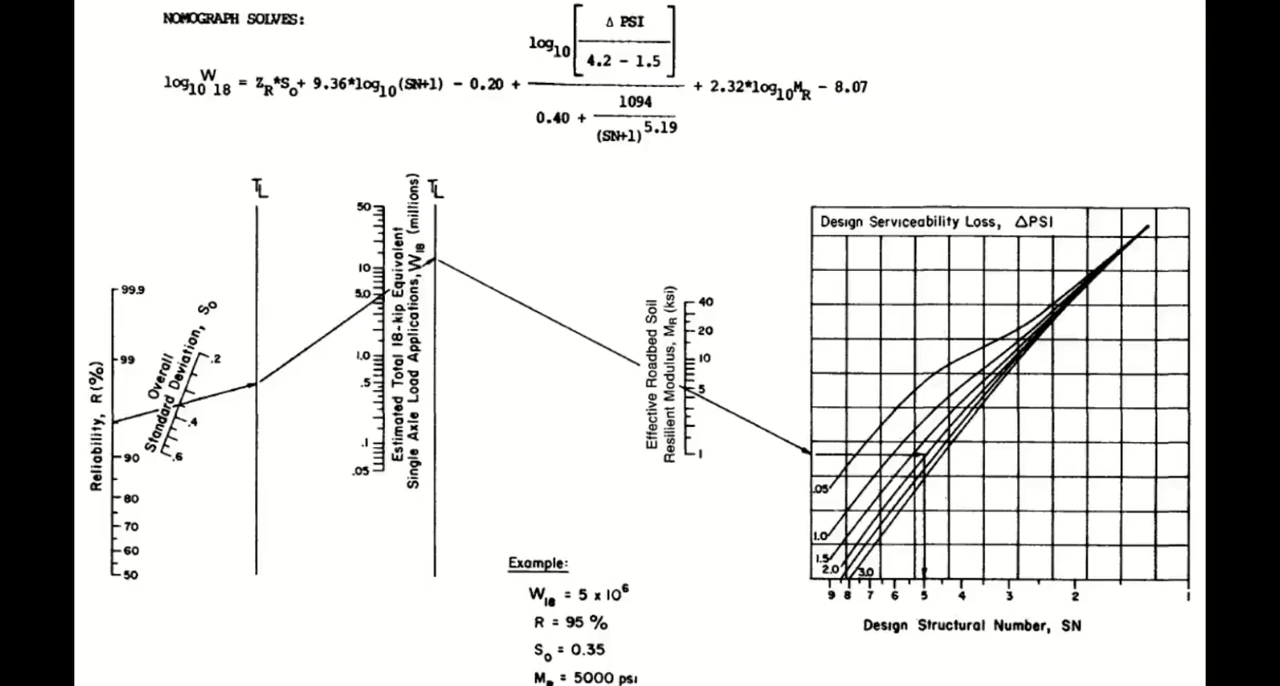 NOMOGRAPH SOLVES:
log10 W18 = ZR*So+ 9.36*log10(SN+1) - 0.20 + log10[Δ PSI / 4.2 - 1.5] / 0.40 + 1094 / (SN+1)5.19 + 2.32*log10MR - 8.07
TL
TL
Reliability, R(%)
99.9
99
90
80
70
60
50
Overall
Standard Deviation, So
.2
.4
.6
Estimated Total 18-kip Equivalent
Single Axle Load Applications, W18 (millions)
50
10
5.0
1.0
.5
.1
.05
Effective Roadbed Soil
Resilient Modulus, MR (ksi)
40
20
10
5
1
Design Serviceability Loss, ΔPSI
.05
1.0
1.5
2.0
3.0
9 8 7 6 5 4 3 2 1
Design Structural Number, SN
Example:
W18 = 5 x 10^6
R = 95 %
So = 0.35
MR = 5000 psi